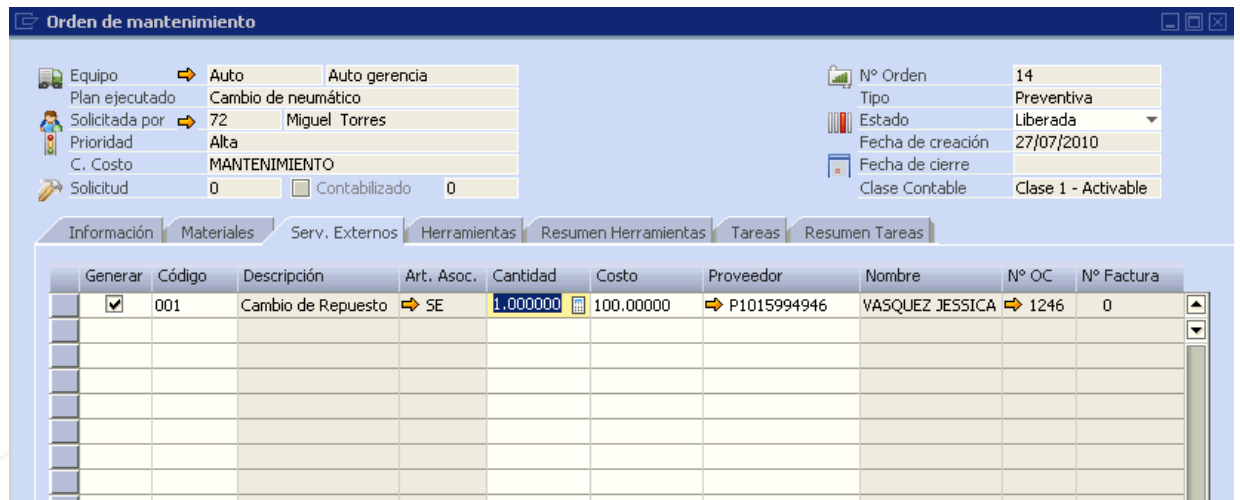 Orden de mantenimiento
Equipo Auto Auto gerencia Nº Orden 14
Plan ejecutado Cambio de neumático Tipo Preventiva
Solicitada por 72 Miguel Torres Estado Liberada
Prioridad Alta Fecha de creación 27/07/2010
C. Costo MANTENIMIENTO Fecha de cierre
Solicitud 0 Contabilizado 0 Clase Contable Clase 1 - Activable
Información Materiales Serv. Externos Herramientas Resumen Herramientas Tareas Resumen Tareas
Generar Código Descripción Art. Asoc. Cantidad Costo Proveedor Nombre Nº OC Nº Factura
001 Cambio de Repuesto SE 1.000000 100.00000 P1015994946 VASQUEZ JESSICA 1246 0